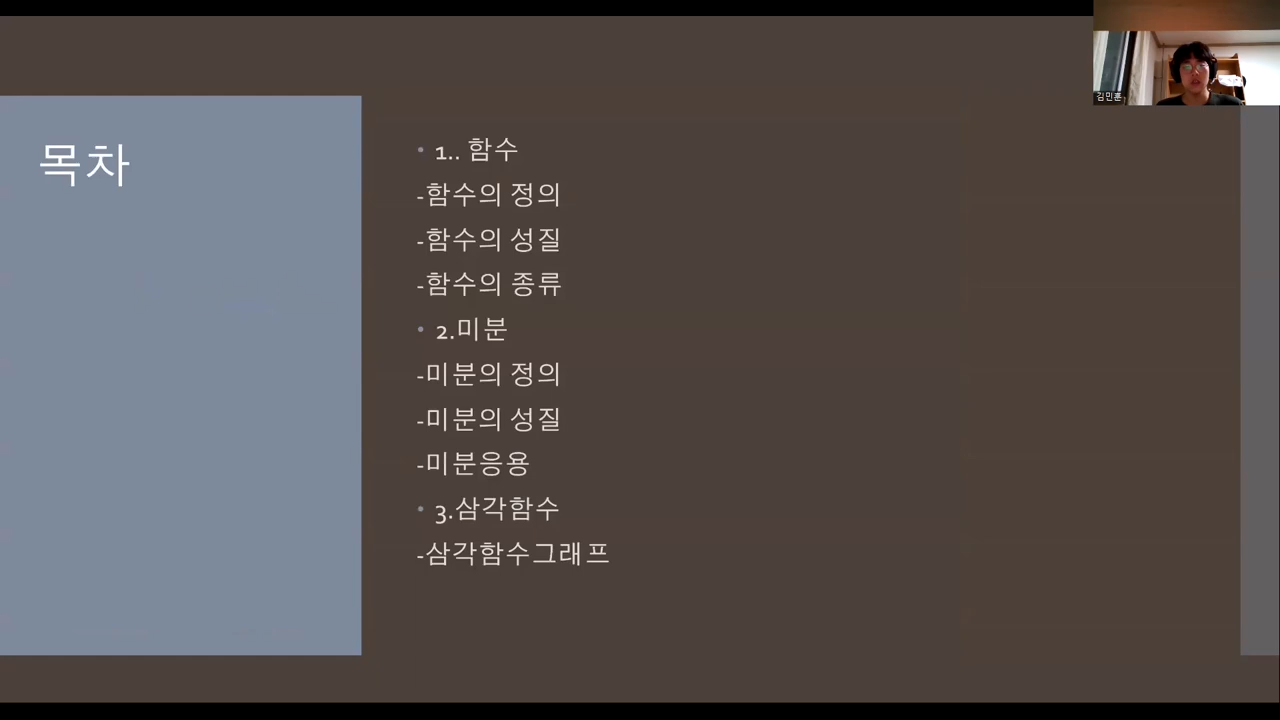 목차
• 1.. 함수
-함수의 정의
-함수의 성질
-함수의 종류
• 2.미분
-미분의 정의
-미분의 성질
-미분응용
• 3.삼각함수
-삼각함수그래프
김민훈